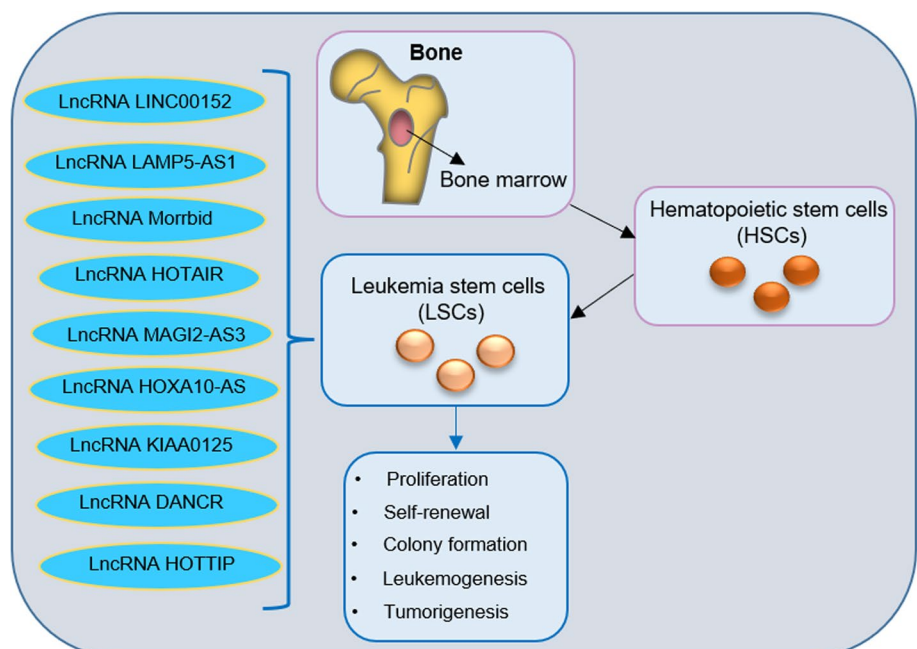 LncRNA LINC00152
LncRNA LAMP5-AS1
LncRNA Morrbid
LncRNA HOTAIR
LncRNA MAGI2-AS3
LncRNA HOXA10-AS
LncRNA KIAA0125
LncRNA DANCR
LncRNA HOTTIP
Bone
Bone marrow
Hematopoietic stem cells
(HSCs)
Leukemia stem cells
(LSCs)
• Proliferation
• Self-renewal
• Colony formation
• Leukemogenesis
• Tumorigenesis